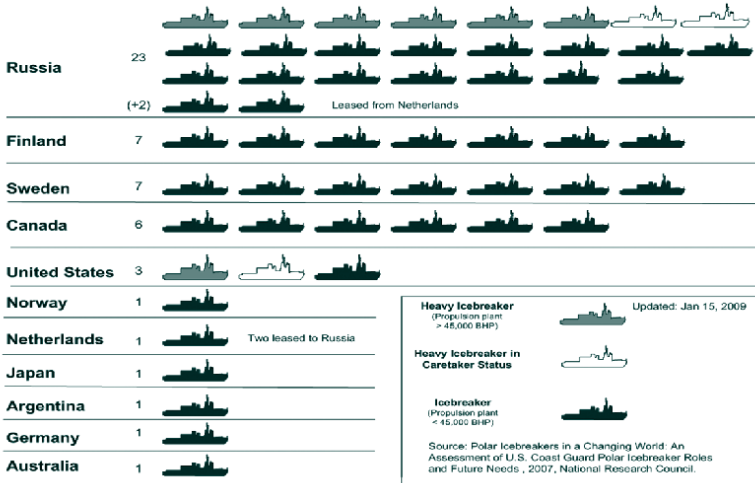 Russia 23
(+2) Leased from Netherlands
Finland 7
Sweden 7
Canada 6
United States 3
Norway 1
Netherlands 1 Two leased to Russia
Japan 1
Argentina 1
Germany 1
Australia 1
Heavy Icebreaker
(Propulsion plant
> 45,000 BHP)
Updated: Jan 15, 2009
Heavy Icebreaker in
Caretaker Status
Icebreaker
(Propulsion plant
< 45,000 BHP)
Source: Polar Icebreakers in a Changing World: An
Assessment of U.S. Coast Guard Polar Icebreaker Roles
and Future Needs , 2007, National Research Council.